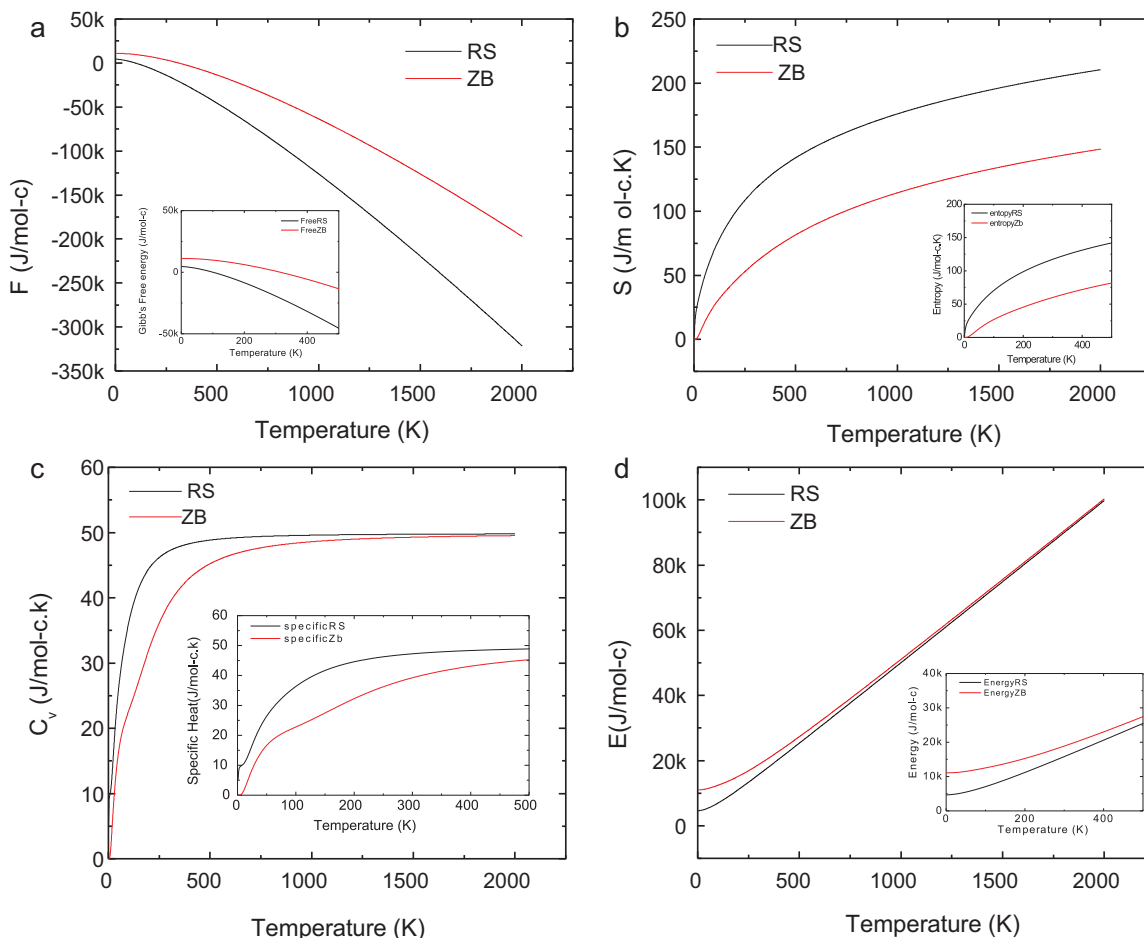 a
50k
0
-50k
-100k
-150k
-200k
-250k
-300k
-350k
F (J/mol-c)
RS
ZB
0 500 1000 1500 2000
Temperature (K)
50k
0
-50k
Gibb's Free energy (J/mol-c)
FreeRS
FreeZB
0 200 400
Temperature (K)
b
250
200
150
100
50
0
S (J/m ol-c.K)
RS
ZB
0 500 1000 1500 2000
Temperature (K)
200
150
100
50
Entropy (J/mol-c.K)
entopyRS
entropyZb
0 200 400
Temperature (K)
c
60
50
40
30
20
10
0
C_v (J/mol-c.k)
RS
ZB
0 500 1000 1500 2000
Temperature (K)
60
50
40
30
20
10
0
Specific Heat(J/mol-c.k)
specificRS
specificZb
0 100 200 300 400 500
Temperature (K)
d
100k
80k
60k
40k
20k
0
E(J/mol-c)
RS
ZB
0 500 1000 1500 2000
Temperature (K)
40k
30k
20k
10k
0
Energy (J/mol-c)
EnergyRS
EnergyZB
0 200 400
Temperature (K)